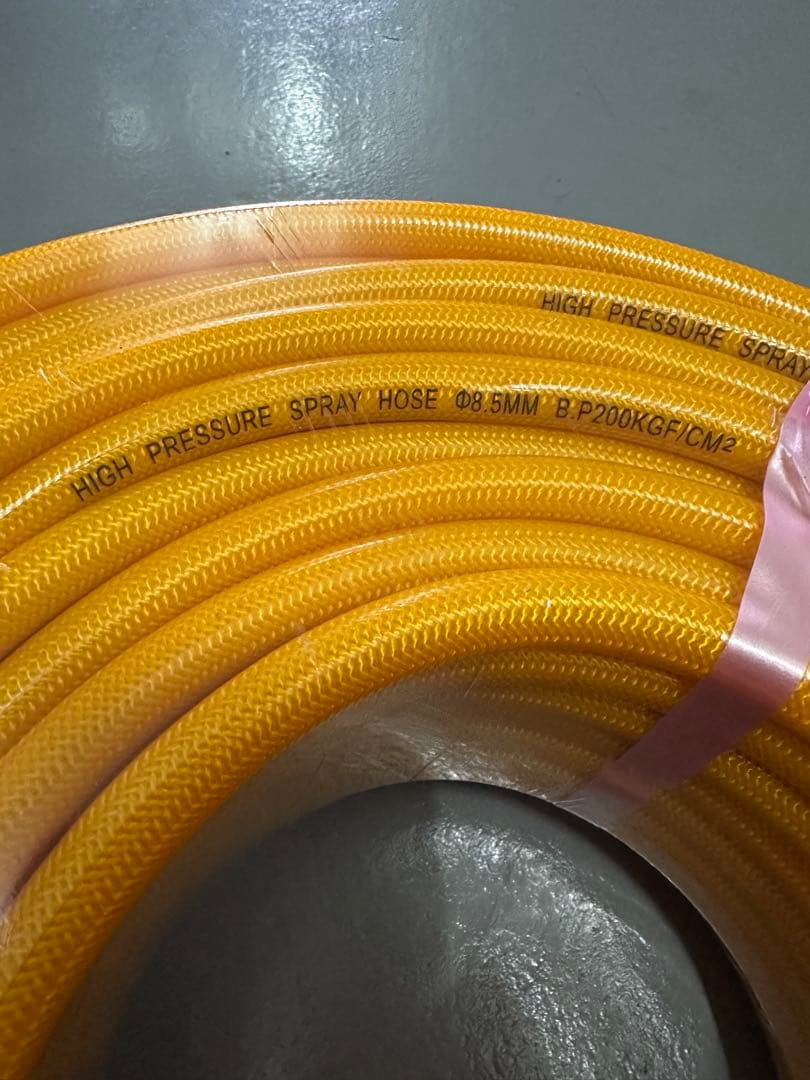 HIGH PRESSURE SPRAY
HIGH PRESSURE SPRAY HOSE Φ8.5MM B.P200KGF/CM²